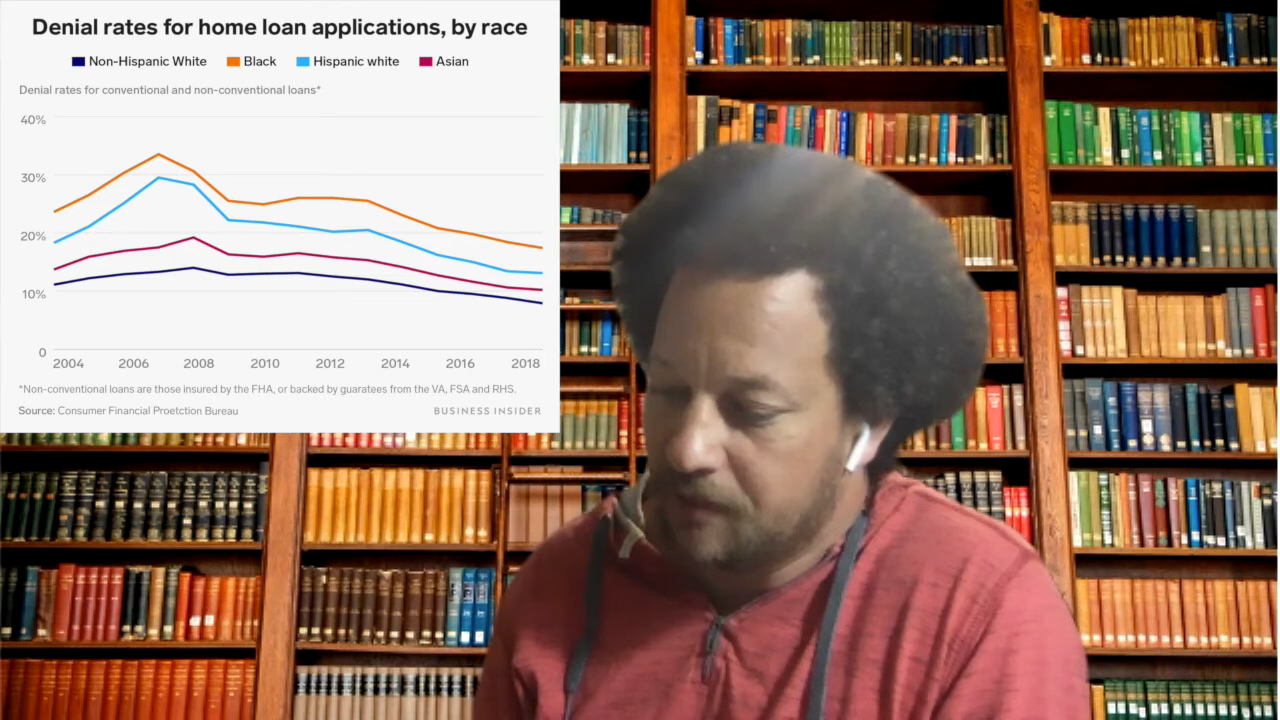 Denial rates for home loan applications, by race
Non-Hispanic White Black Hispanic white Asian
Denial rates for conventional and non-conventional loans*
40%
30%
20%
10%
0
2004 2006 2008 2010 2012 2014 2016 2018
*Non-conventional loans are those insured by the FHA, or backed by guaratees from the VA, FSA and RHS.
Source: Consumer Financial Proetction Bureau BUSINESS INSIDER